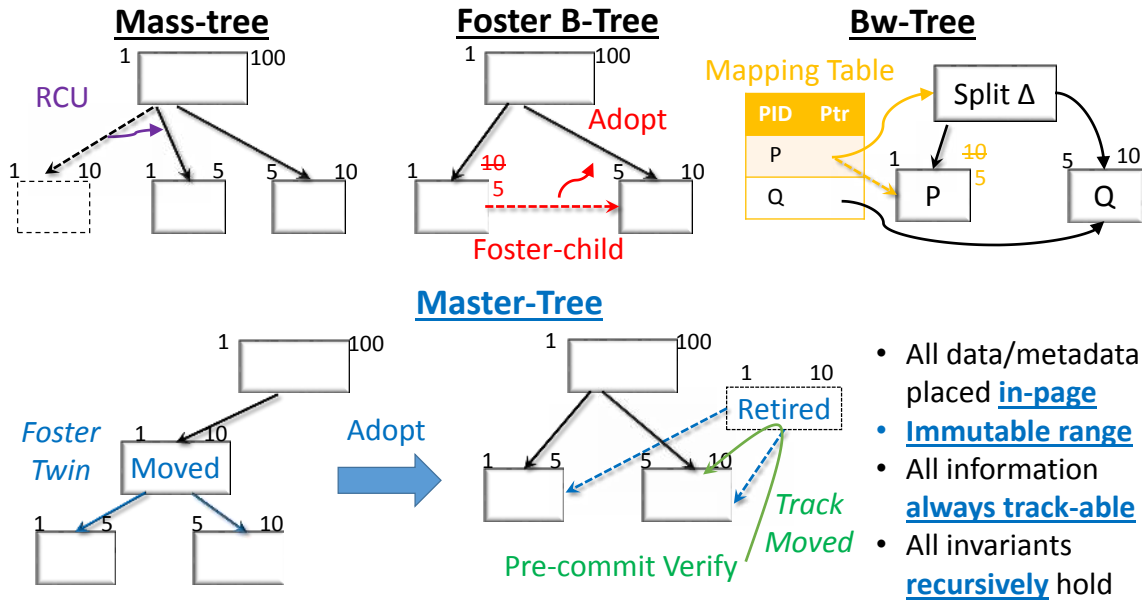 Mass-tree
1 100
RCU
1 10 1 5 5 10
Foster B-Tree
1 100
Adopt
1 10 5 10
5
Foster-child
Bw-Tree
Mapping Table
PID Ptr
P
Q
Split Δ
1 10 5 10
5
P
Q
Master-Tree
1 100
Foster
Twin
1 10
Moved
1 5 5 10
Adopt
1 100
1 10
Retired
1 5 5 10
Track
Moved
Pre-commit Verify
• All data/metadata
placed in-page
• Immutable range
• All information
always track-able
• All invariants
recursively hold